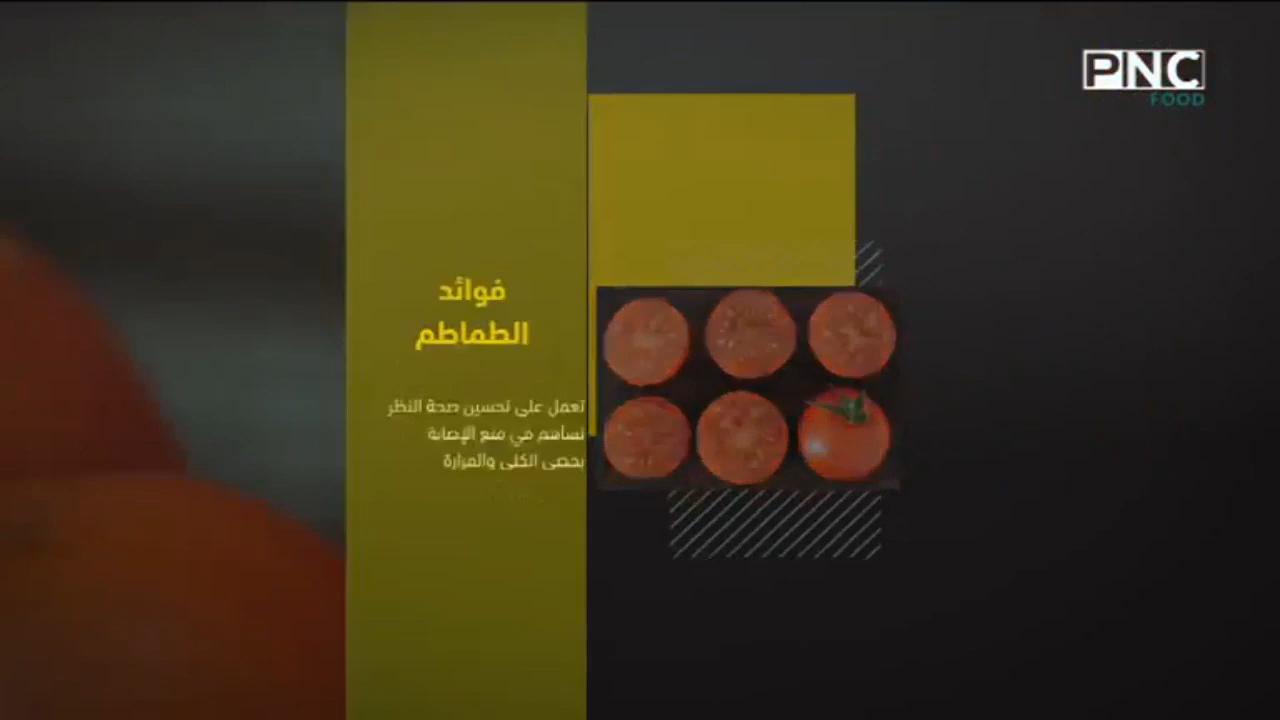 PNC
FOOD
فوائد
الطماطم
تعمل على تحسين صحة النظر
تساهم في منع الإصابة
بحصى الكلى والمرارة